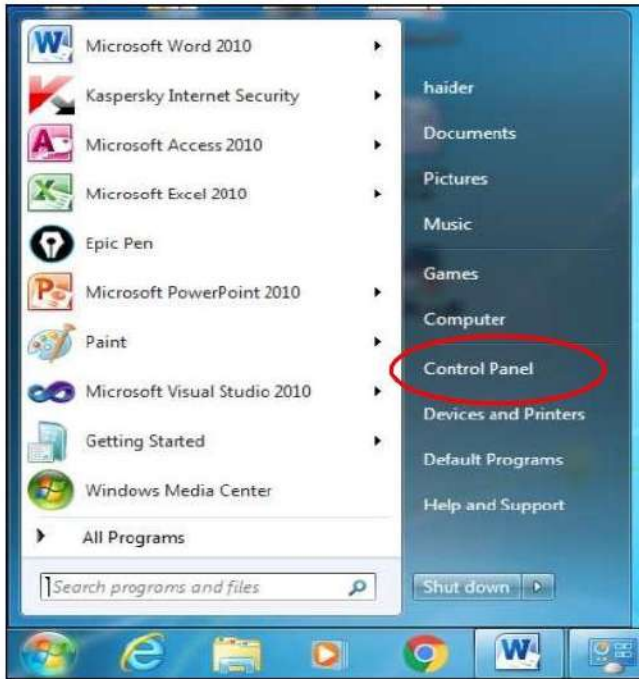 Microsoft Word 2010
Kaspersky Internet Security
Microsoft Access 2010
Microsoft Excel 2010
Epic Pen
Microsoft PowerPoint 2010
Paint
Microsoft Visual Studio 2010
Getting Started
Windows Media Center
All Programs
Search programs and files
haider
Documents
Pictures
Music
Games
Computer
Control Panel
Devices and Printers
Default Programs
Help and Support
Shut down